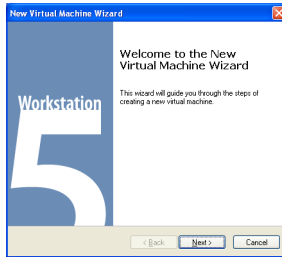 New Virtual Machine Wizard
Workstation
5
Welcome to the New
Virtual Machine Wizard
This wizard will guide you through the steps of
creating a new virtual machine.
< Back
Next >
Cancel